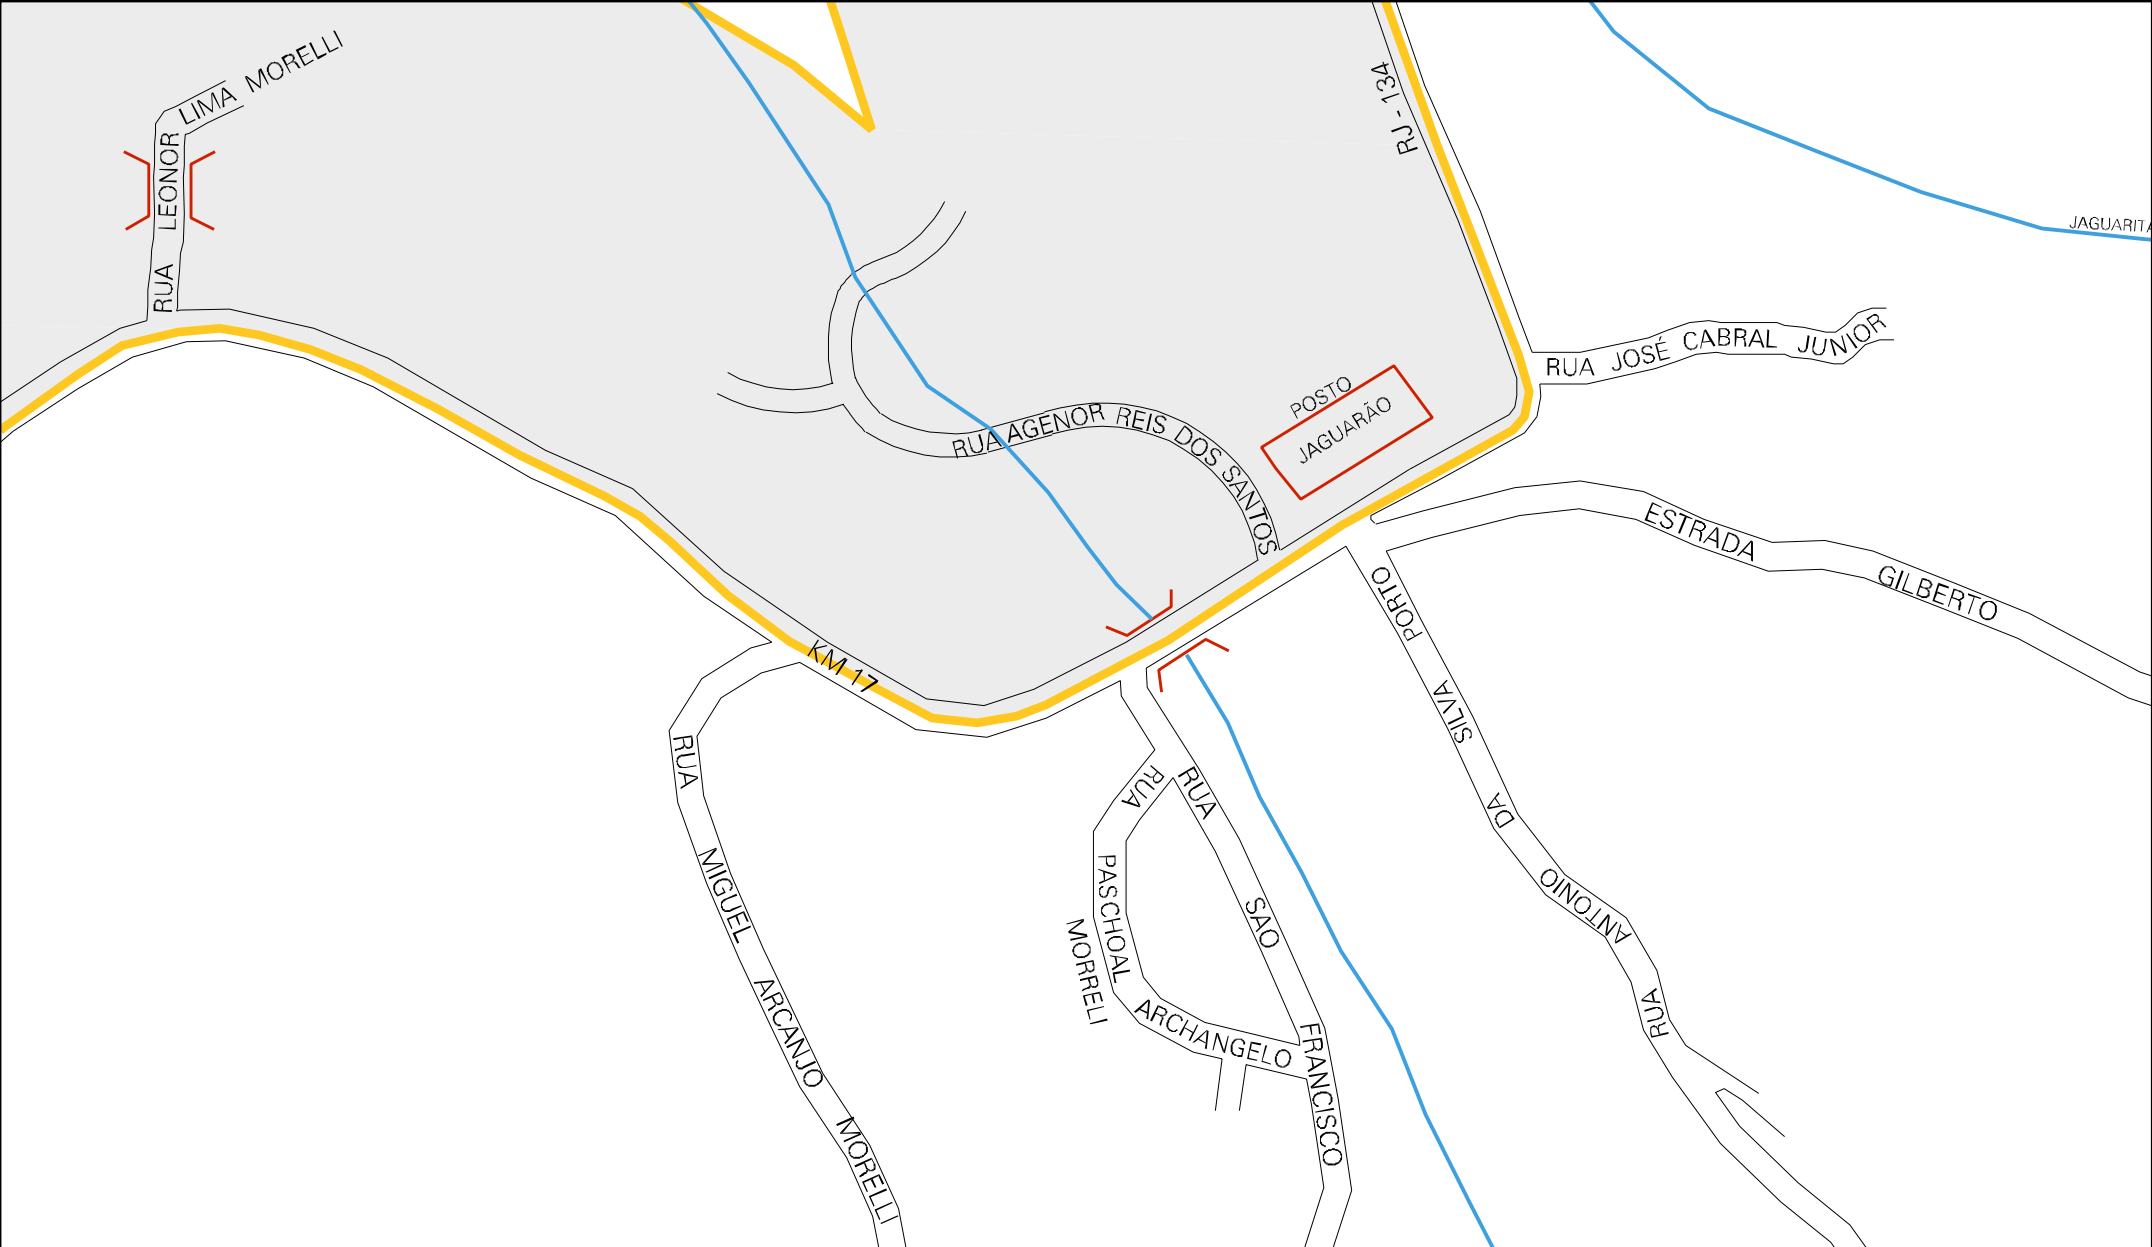 RUA LEONOR LIMA MORELLI
RJ - 134
JAGUARITÁ
RUA JOSÉ CABRAL JUNIOR
POSTO
JAGUARÃO
RUA AGENOR REIS DOS SANTOS
ESTRADA GILBERTO
KM 17
RUA ANTONIO DA SILVA PORTO
RUA MIGUEL ARCANJO MORELLI
RUA PASCHOAL ARCHANGELO
MORRELI
RUA SAO FRANCISCO